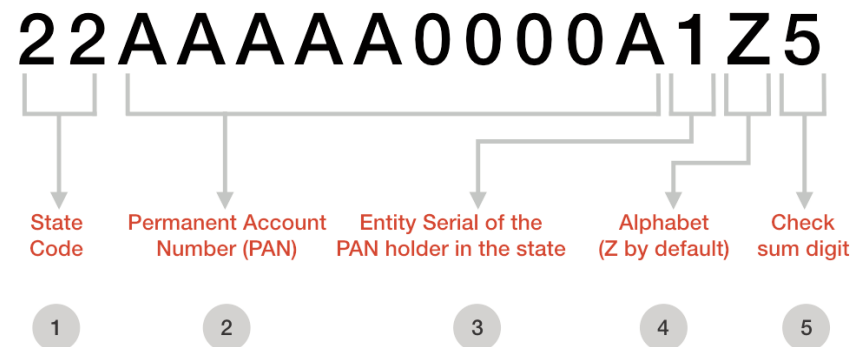 22AAAAA0000A1Z5
State Code
Permanent Account Number (PAN)
Entity Serial of the PAN holder in the state
Alphabet (Z by default)
Check sum digit
1
2
3
4
5